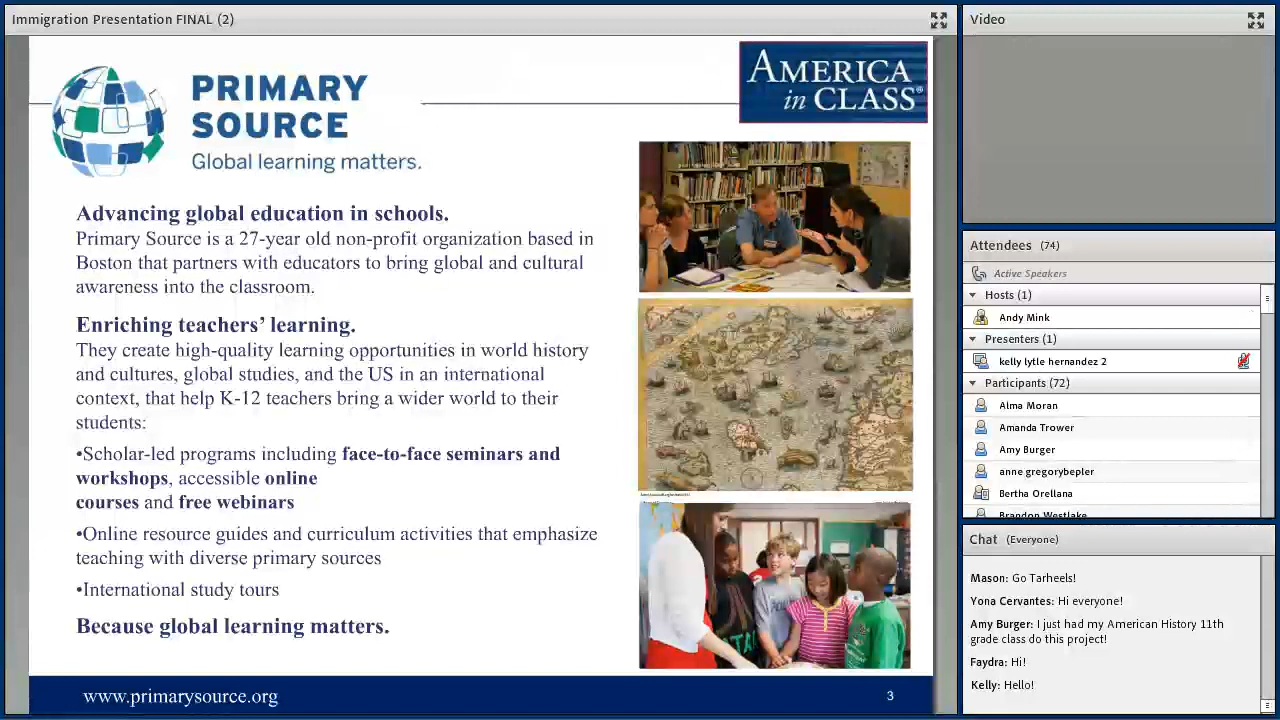 Immigration Presentation FINAL (2)
PRIMARY
SOURCE
Global learning matters.
AMERICA
in CLASS®
Advancing global education in schools.
Primary Source is a 27-year old non-profit organization based in
Boston that partners with educators to bring global and cultural
awareness into the classroom.
Enriching teachers’ learning.
They create high-quality learning opportunities in world history
and cultures, global studies, and the US in an international
context, that help K-12 teachers bring a wider world to their
students:
•Scholar-led programs including face-to-face seminars and
workshops, accessible online
courses and free webinars
•Online resource guides and curriculum activities that emphasize
teaching with diverse primary sources
•International study tours
Because global learning matters.
www.primarysource.org
3
Video
Attendees (74)
Active Speakers
Hosts (1)
Andy Mink
Presenters (1)
kelly lytle hernandez 2
Participants (72)
Alma Moran
Amanda Trower
Amy Burger
anne gregorybepler
Bertha Orellana
Brandon Westlake
Chat (Everyone)
Mason: Go Tarheels!
Yona Cervantes: Hi everyone!
Amy Burger: I just had my American History 11th
grade class do this project!
Faydra: Hi!
Kelly: Hello!